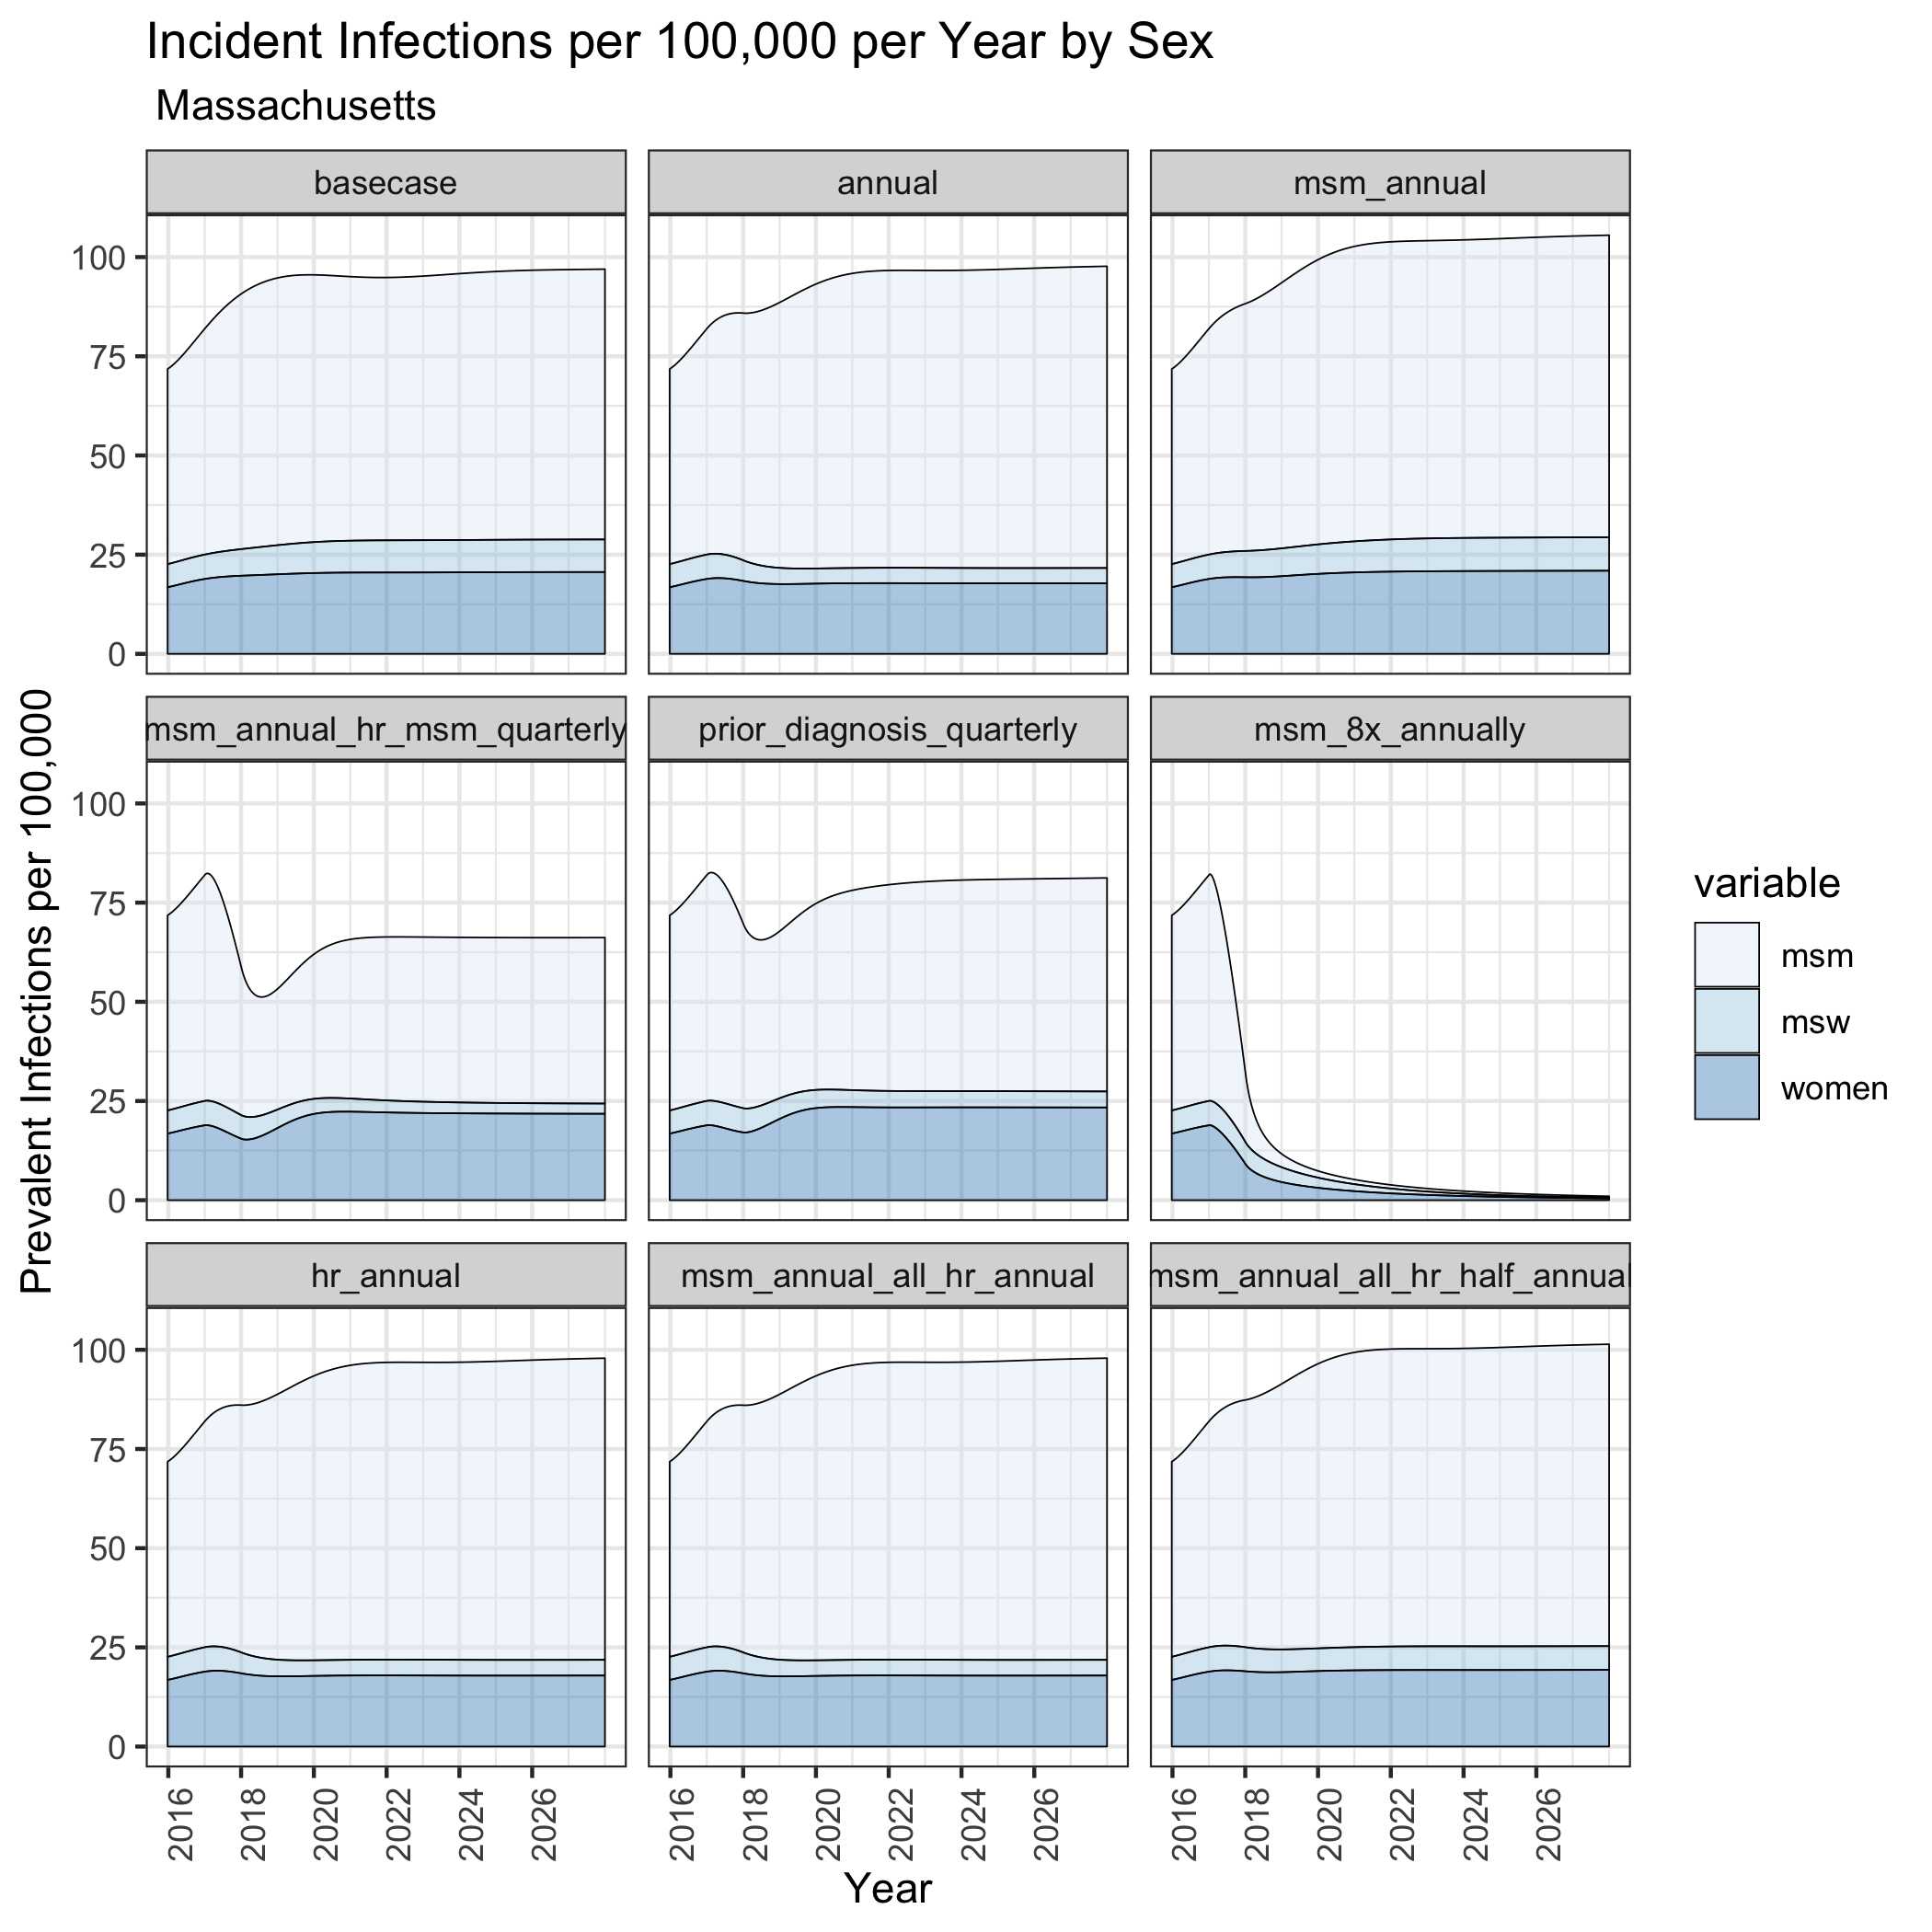 Incident Infections per 100,000 per Year by Sex
Massachusetts
basecase
annual
msm_annual
100
75
50
25
0
msm_annual_hr_msm_quarterly
prior_diagnosis_quarterly
msm_8x_annually
100
75
50
25
0
hr_annual
msm_annual_all_hr_annual
msm_annual_all_hr_half_annual
100
75
50
25
0
2016 2018 2020 2022 2024 2026
2016 2018 2020 2022 2024 2026
2016 2018 2020 2022 2024 2026
Year
Prevalent Infections per 100,000
variable
msm
msw
women